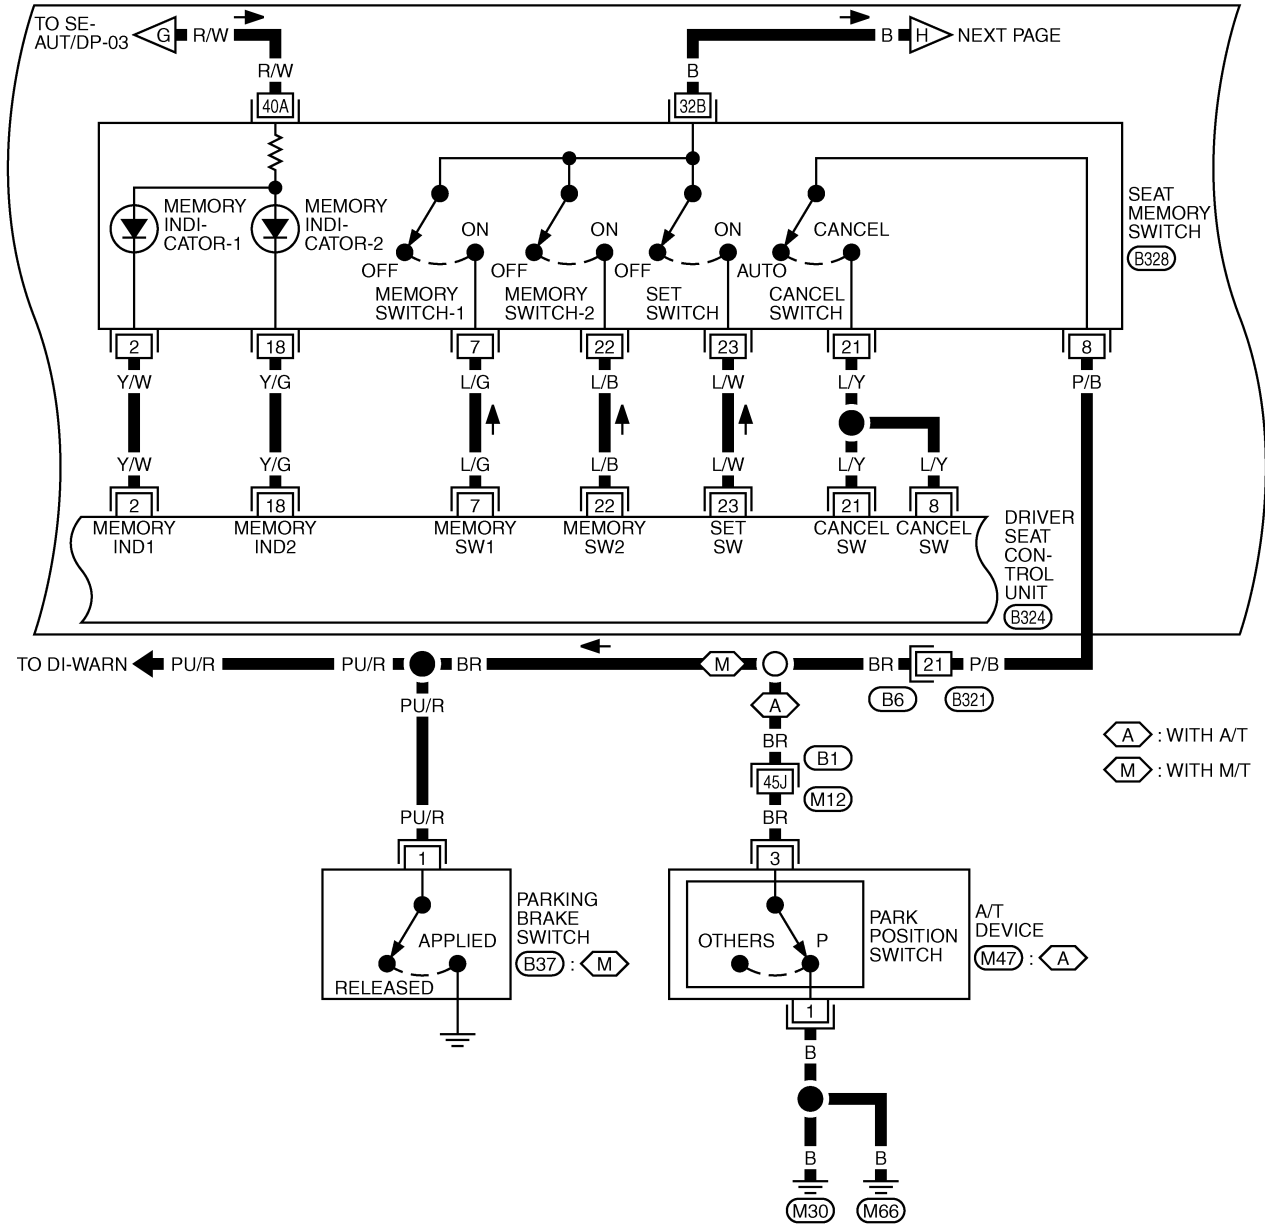 TO SE-
AUT/DP-03
G
R/W
R/W
40A
B
H
NEXT PAGE
B
32B
MEMORY
INDI-
CATOR-1
MEMORY
INDI-
CATOR-2
ON
OFF
MEMORY
SWITCH-1
ON
OFF
MEMORY
SWITCH-2
ON
OFF
SET
SWITCH
CANCEL
AUTO
CANCEL
SWITCH
SEAT
MEMORY
SWITCH
B328
2
18
7
22
23
21
8
Y/W
Y/G
L/G
L/B
L/W
L/Y
P/B
Y/W
Y/G
L/G
L/B
L/W
L/Y
L/Y
2
18
7
22
23
21
8
MEMORY
IND1
MEMORY
IND2
MEMORY
SW1
MEMORY
SW2
SET
SW
CANCEL
SW
CANCEL
SW
DRIVER
SEAT
CON-
TROL
UNIT
B324
TO DI-WARN
PU/R
PU/R
BR
M
BR
21
P/B
B6
B321
PU/R
A
BR
B1
45J
M12
A : WITH A/T
M : WITH M/T
PU/R
BR
1
3
PARKING
BRAKE
SWITCH
B37 : M
APPLIED
RELEASED
OTHERS
P
PARK
POSITION
SWITCH
A/T
DEVICE
M47 : A
1
B
B
B
M30
M66